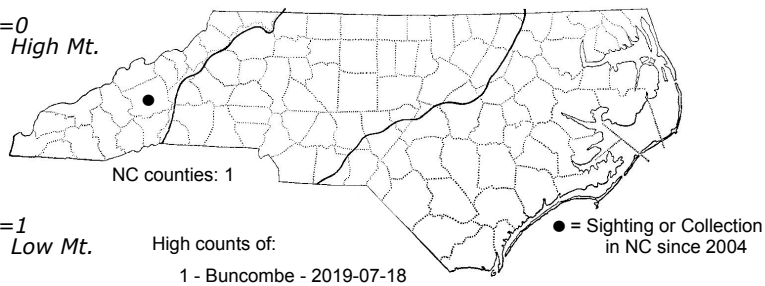 =0
High Mt.
NC counties: 1
=1
Low Mt.
High counts of:
1 - Buncombe - 2019-07-18
● = Sighting or Collection
in NC since 2004